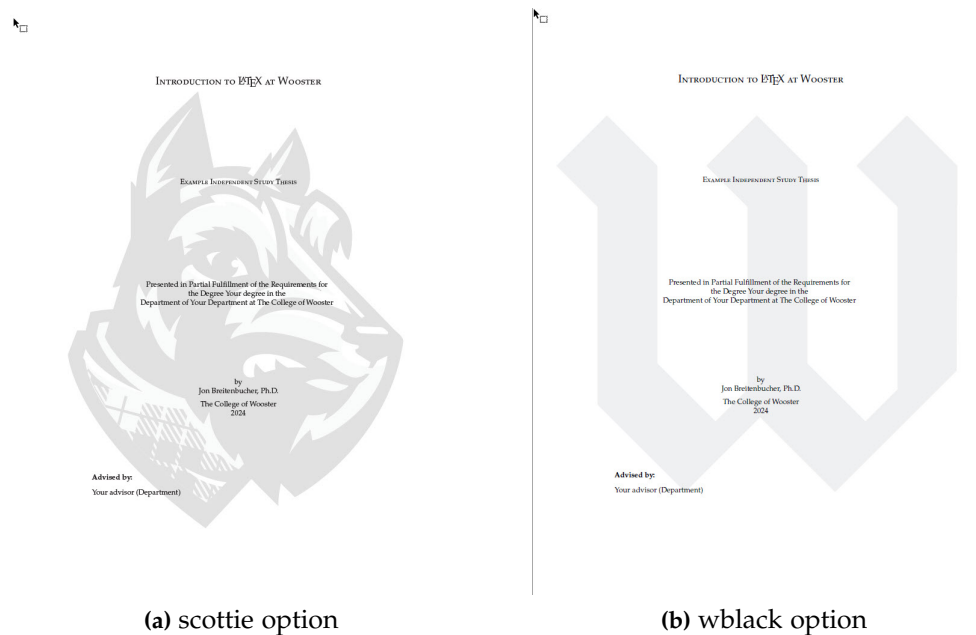 Introduction to LaTeX at Wooster
Example Independent Study Thesis
Presented in Partial Fulfillment of the Requirements for
the Degree Your degree in the
Department of Your Department at The College of Wooster
by
Jon Breitenbucher, Ph.D.
The College of Wooster
2024
Advised by:
Your advisor (Department)
(a) scottie option
Introduction to LaTeX at Wooster
Example Independent Study Thesis
Presented in Partial Fulfillment of the Requirements for
the Degree Your degree in the
Department of Your Department at The College of Wooster
by
Jon Breitenbucher, Ph.D.
The College of Wooster
2024
Advised by:
Your advisor (Department)
(b) wblack option